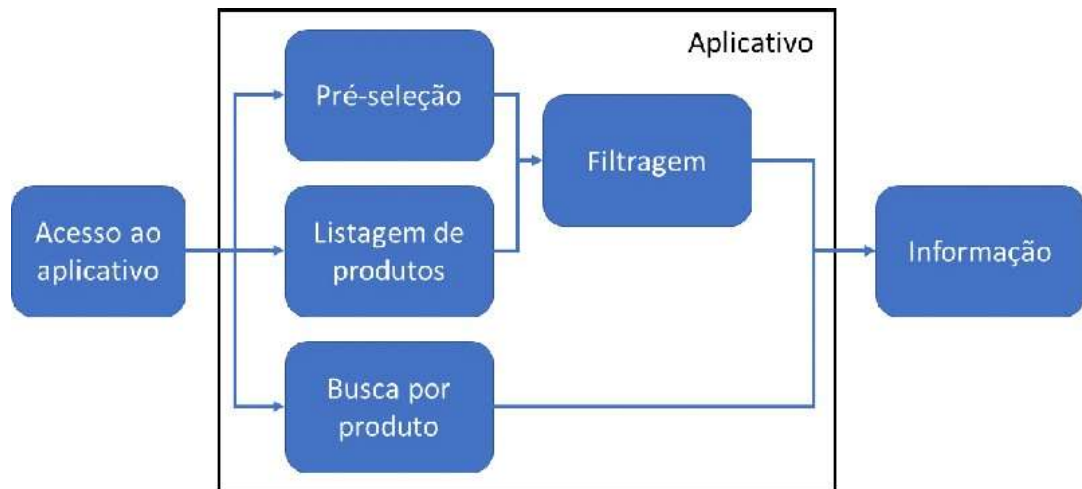 Aplicativo
Pré-seleção
Filtragem
Acesso ao
aplicativo
Listagem de
produtos
Informação
Busca por
produto